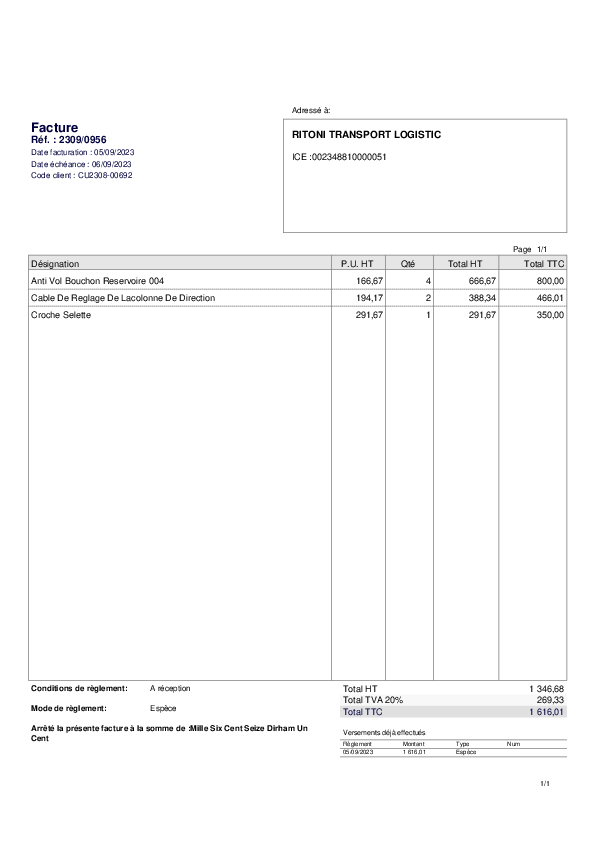 Adressé à:
Facture
Réf. : 2309/0956
Date facturation : 05/09/2023
Date échéance : 06/09/2023
Code client : CU2308-00692
RITONI TRANSPORT LOGISTIC
ICE :002348810000051
Page 1/1
Désignation P.U. HT Qté Total HT Total TTC
Anti Vol Bouchon Reservoire 004 166,67 4 666,67 800,00
Cable De Reglage De Lacolonne De Direction 194,17 2 388,34 466,01
Croche Selette 291,67 1 291,67 350,00
Conditions de règlement: A réception
Mode de règlement: Espèce
Arrêté la présente facture à la somme de :Mille Six Cent Seize Dirham Un
Cent
Total HT 1 346,68
Total TVA 20% 269,33
Total TTC 1 616,01
Versements déjà effectués
Règlement Montant Type Num
05/09/2023 1 616,01 Espèce
1/1